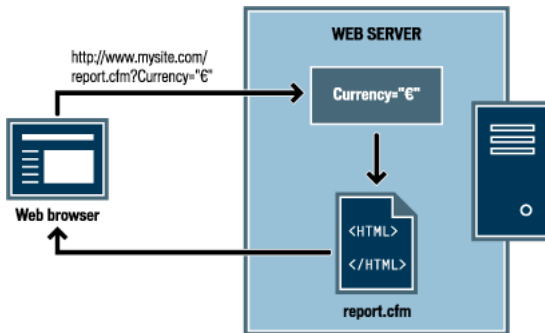 WEB SERVER
http://www.mysite.com/
report.cfm?Currency="€"
Currency="€"
Web browser
<HTML>
</HTML>
report.cfm